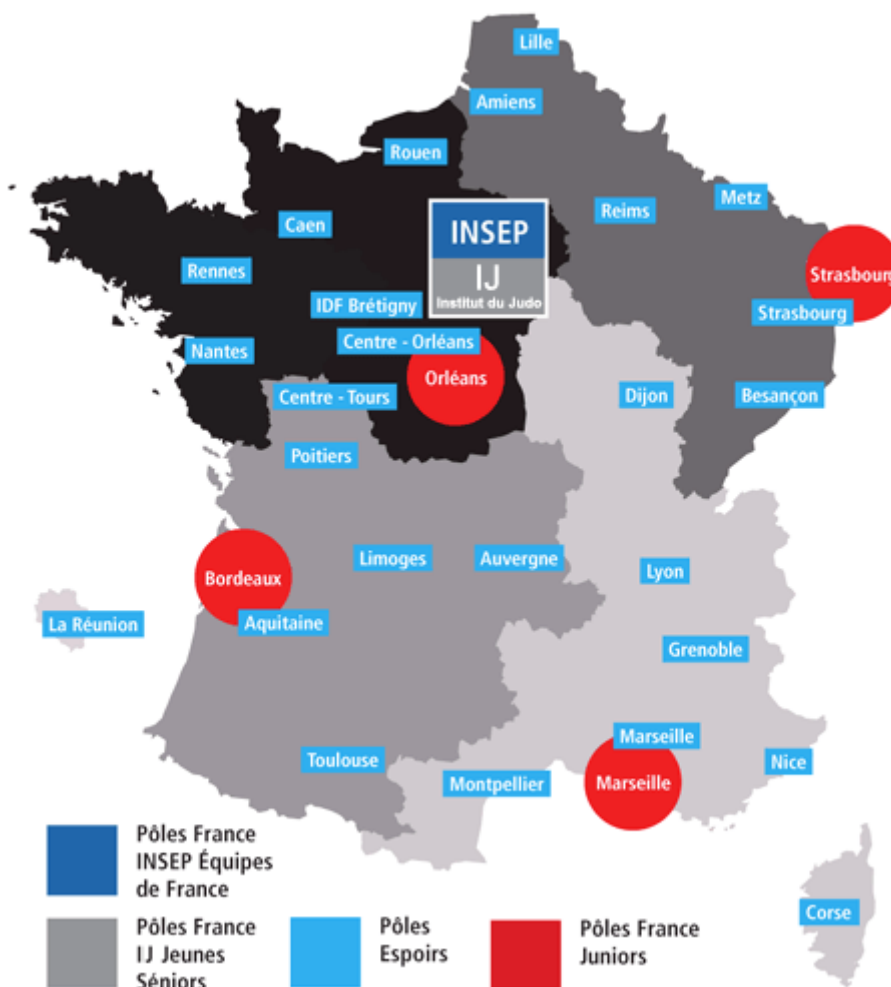 Lille
Amiens
Rouen
Reims
Metz
Caen
INSEP
IJ
Institut du Judo
Rennes
Strasbourg
IDF Brétigny
Strasbourg
Centre - Orléans
Nantes
Orléans
Centre - Tours
Dijon
Besançon
Poitiers
Limoges
Auvergne
Bordeaux
Lyon
La Réunion
Aquitaine
Grenoble
Marseille
Toulouse
Nice
Montpellier
Marseille
Pôles France
INSEP Équipes
de France
Corse
Pôles France
IJ Jeunes
Séniors
Pôles
Espoirs
Pôles France
Juniors